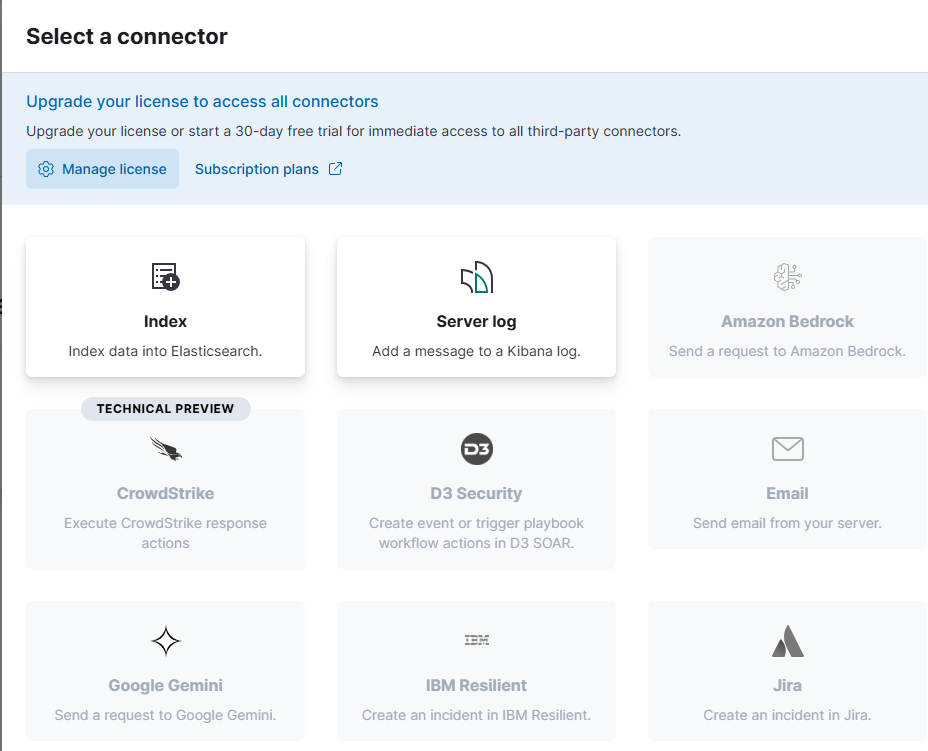 Select a connector
Upgrade your license to access all connectors
Upgrade your license or start a 30-day free trial for immediate access to all third-party connectors.
Manage license
Subscription plans
Index
Index data into Elasticsearch.
Server log
Add a message to a Kibana log.
Amazon Bedrock
Send a request to Amazon Bedrock.
TECHNICAL PREVIEW
CrowdStrike
Execute CrowdStrike response
actions
D3
D3 Security
Create event or trigger playbook
workflow actions in D3 SOAR.
Email
Send email from your server.
Google Gemini
Send a request to Google Gemini.
IBM
IBM Resilient
Create an incident in IBM Resilient.
Jira
Create an incident in Jira.